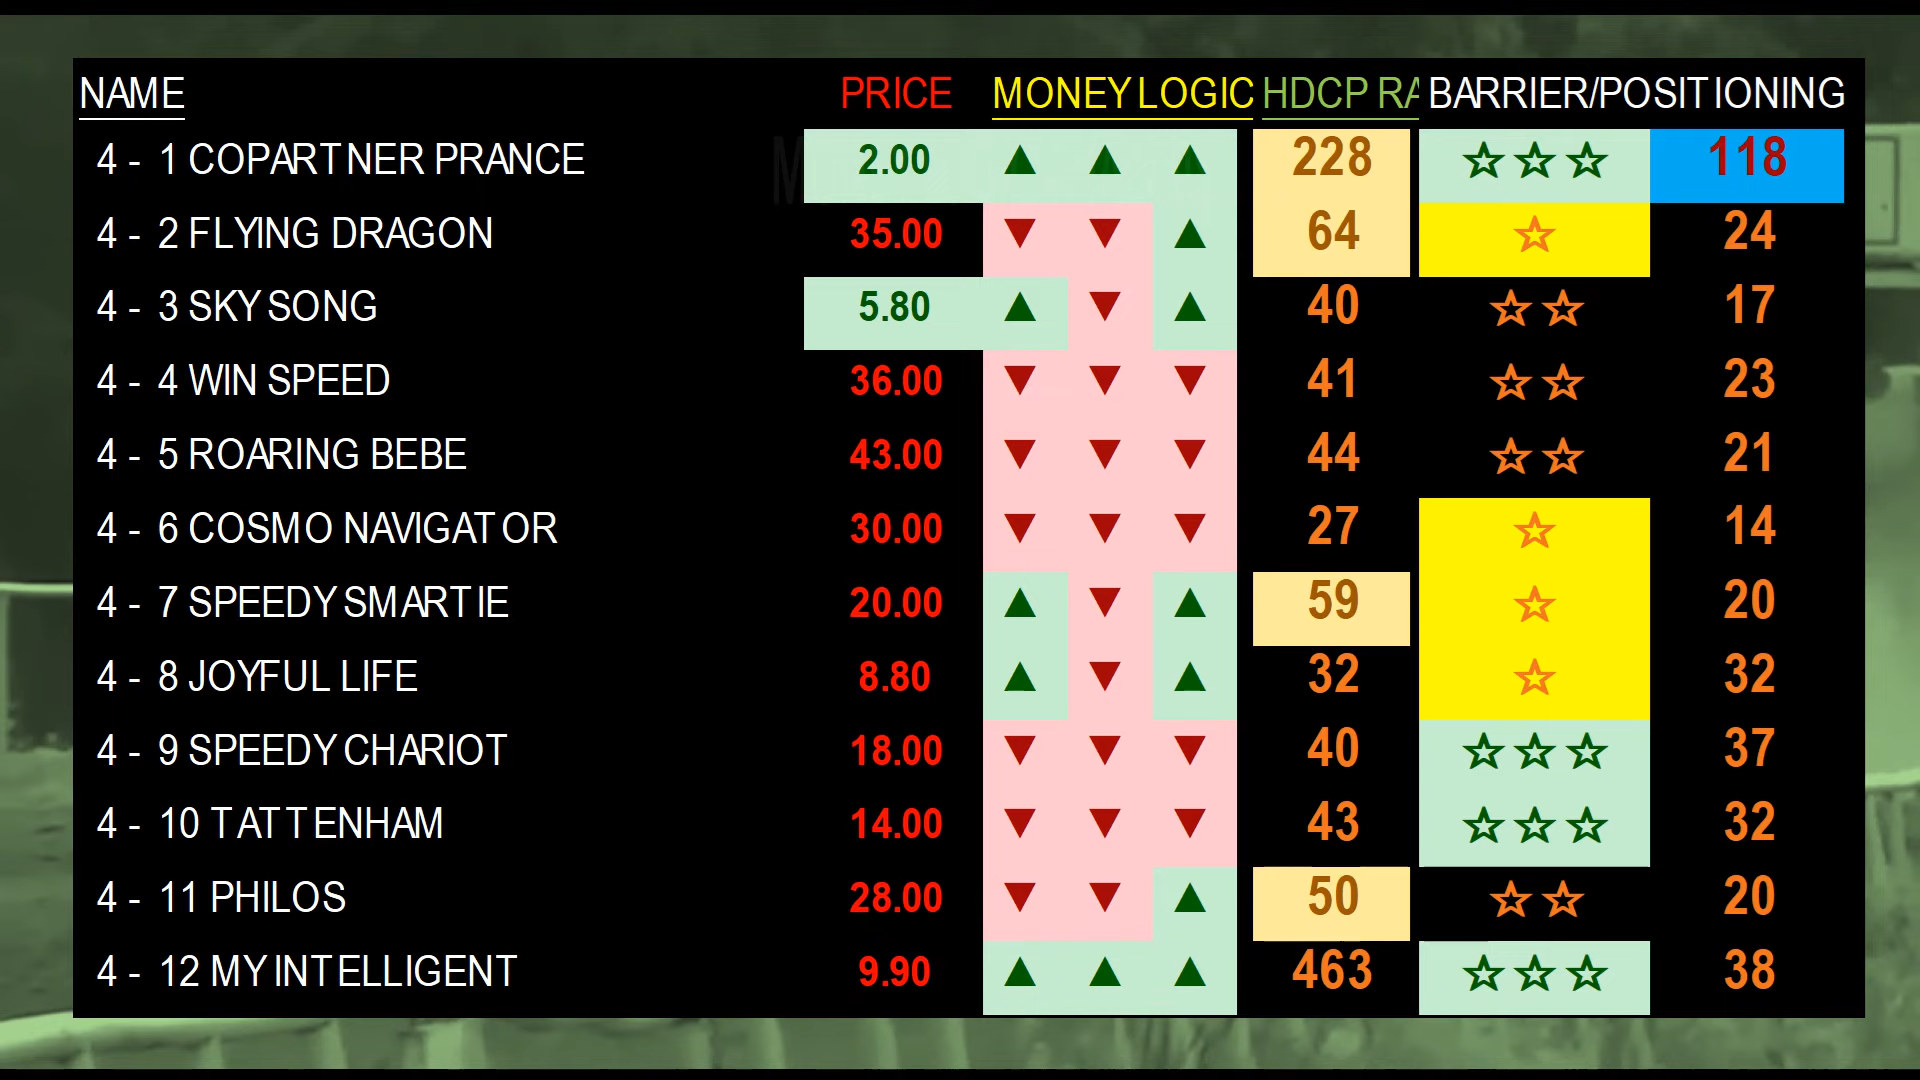 NAME PRICE MONEY LOGIC HDCP RA BARRIER/POSITIONING
4 - 1 COPARTNER PRANCE 2.00 ▲ ▲ ▲ 228 ☆☆☆ 118
4 - 2 FLYING DRAGON 35.00 ▼ ▼ ▲ 64 ☆ 24
4 - 3 SKY SONG 5.80 ▲ ▼ ▲ 40 ☆☆ 17
4 - 4 WIN SPEED 36.00 ▼ ▼ ▼ 41 ☆☆ 23
4 - 5 ROARING BEBE 43.00 ▼ ▼ ▼ 44 ☆☆ 21
4 - 6 COSMO NAVIGATOR 30.00 ▼ ▼ ▼ 27 ☆ 14
4 - 7 SPEEDY SMARTIE 20.00 ▲ ▼ ▲ 59 ☆ 20
4 - 8 JOYFUL LIFE 8.80 ▲ ▼ ▲ 32 ☆ 32
4 - 9 SPEEDY CHARIOT 18.00 ▼ ▼ ▼ 40 ☆☆☆ 37
4 - 10 TATTENHAM 14.00 ▼ ▼ ▼ 43 ☆☆☆ 32
4 - 11 PHILOS 28.00 ▼ ▼ ▲ 50 ☆☆ 20
4 - 12 MY INTELLIGENT 9.90 ▲ ▲ ▲ 463 ☆☆☆ 38